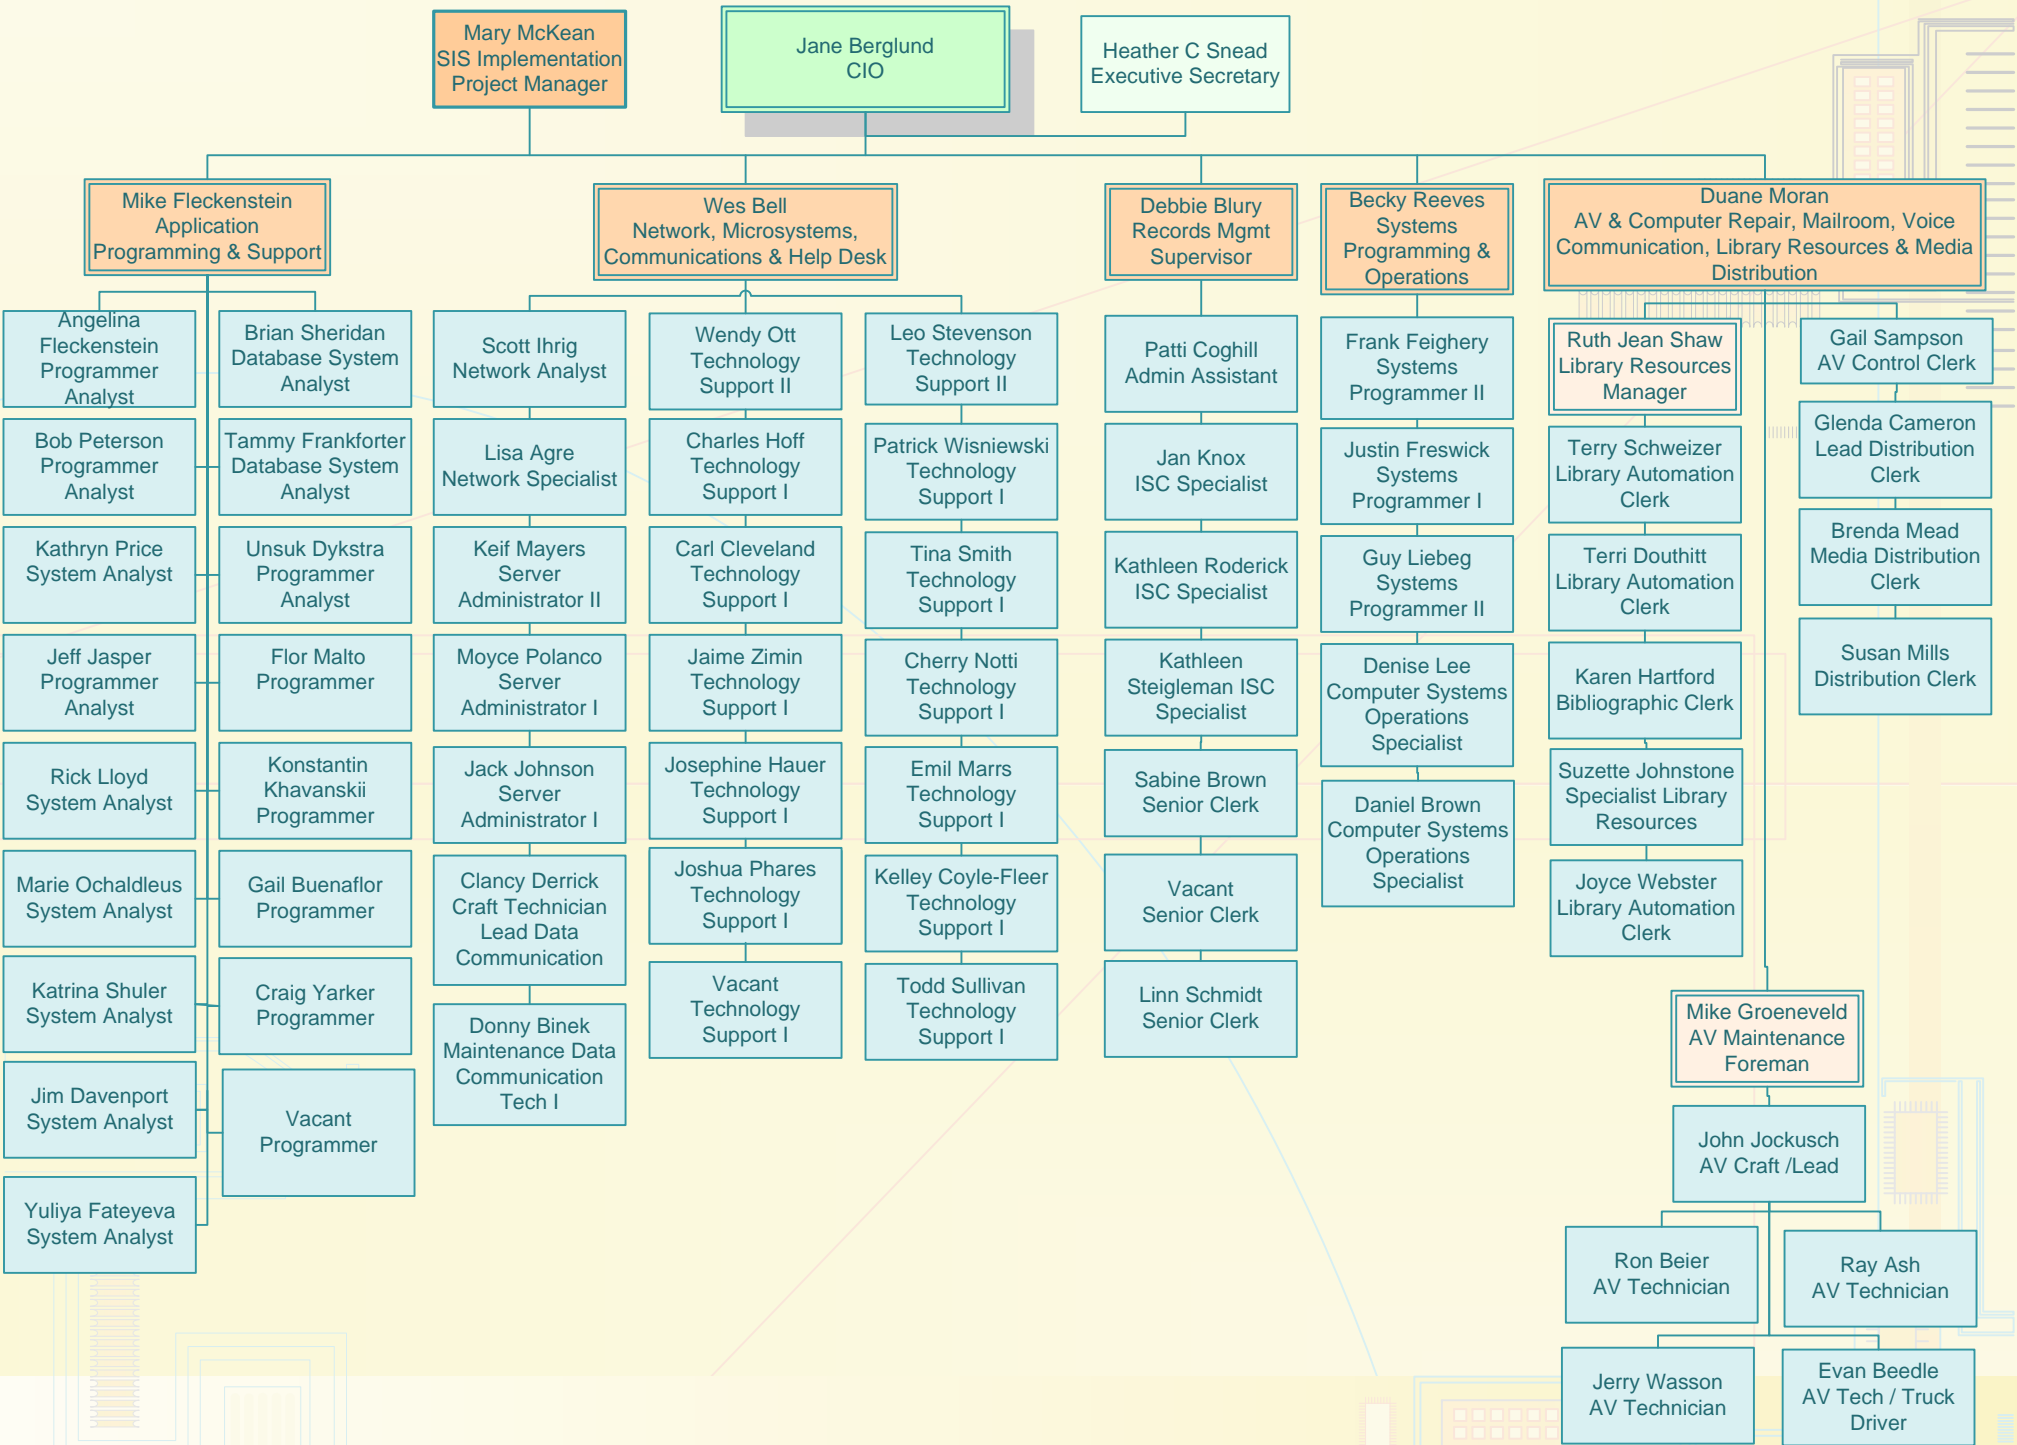 Mary McKean
SIS Implementation
Project Manager
Jane Berglund
CIO
Heather C Snead
Executive Secretary
Mike Fleckenstein
Application
Programming & Support
Wes Bell
Network, Microsystems,
Communications & Help Desk
Debbie Blury
Records Mgmt
Supervisor
Becky Reeves
Systems
Programming &
Operations
Duane Moran
AV & Computer Repair, Mailroom, Voice
Communication, Library Resources & Media
Distribution
Angelina
Fleckenstein
Programmer
Analyst
Bob Peterson
Programmer
Analyst
Kathryn Price
System Analyst
Jeff Jasper
Programmer
Analyst
Rick Lloyd
System Analyst
Marie Ochaldleus
System Analyst
Katrina Shuler
System Analyst
Jim Davenport
System Analyst
Yuliya Fateyeva
System Analyst
Brian Sheridan
Database System
Analyst
Tammy Frankforter
Database System
Analyst
Unsuk Dykstra
Programmer
Analyst
Flor Malto
Programmer
Konstantin
Khavanskii
Programmer
Gail Buenaflor
Programmer
Craig Yarker
Programmer
Vacant
Programmer
Scott Ihrig
Network Analyst
Lisa Agre
Network Specialist
Keif Mayers
Server
Administrator II
Moyce Polanco
Server
Administrator I
Jack Johnson
Server
Administrator I
Clancy Derrick
Craft Technician
Lead Data
Communication
Donny Binek
Maintenance Data
Communication
Tech I
Wendy Ott
Technology
Support II
Charles Hoff
Technology
Support I
Carl Cleveland
Technology
Support I
Jaime Zimin
Technology
Support I
Josephine Hauer
Technology
Support I
Joshua Phares
Technology
Support I
Vacant
Technology
Support I
Leo Stevenson
Technology
Support II
Patrick Wisniewski
Technology
Support I
Tina Smith
Technology
Support I
Cherry Notti
Technology
Support I
Emil Marrs
Technology
Support I
Kelley Coyle-Fleer
Technology
Support I
Todd Sullivan
Technology
Support I
Patti Coghill
Admin Assistant
Jan Knox
ISC Specialist
Kathleen Roderick
ISC Specialist
Kathleen
Steigleman ISC
Specialist
Sabine Brown
Senior Clerk
Vacant
Senior Clerk
Linn Schmidt
Senior Clerk
Frank Feighery
Systems
Programmer II
Justin Freswick
Systems
Programmer I
Guy Liebeg
Systems
Programmer II
Denise Lee
Computer Systems
Operations
Specialist
Daniel Brown
Computer Systems
Operations
Specialist
Ruth Jean Shaw
Library Resources
Manager
Terry Schweizer
Library Automation
Clerk
Terri Douthitt
Library Automation
Clerk
Karen Hartford
Bibliographic Clerk
Suzette Johnstone
Specialist Library
Resources
Joyce Webster
Library Automation
Clerk
Gail Sampson
AV Control Clerk
Glenda Cameron
Lead Distribution
Clerk
Brenda Mead
Media Distribution
Clerk
Susan Mills
Distribution Clerk
Mike Groeneveld
AV Maintenance
Foreman
John Jockusch
AV Craft /Lead
Ron Beier
AV Technician
Ray Ash
AV Technician
Jerry Wasson
AV Technician
Evan Beedle
AV Tech / Truck
Driver